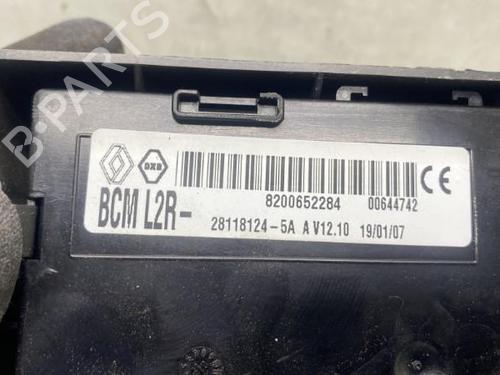 8200652284 00644742
BCM L2R-
28118124-5A A V12.10 19/01/07
CE
B-PARTS